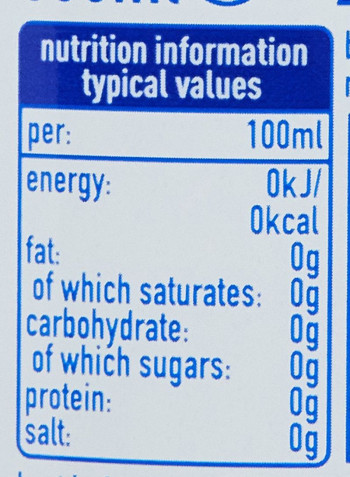 nutrition information
typical values
per: 100ml
energy: 0kJ/
0kcal
fat: 0g
of which saturates: 0g
carbohydrate: 0g
of which sugars: 0g
protein: 0g
salt: 0g